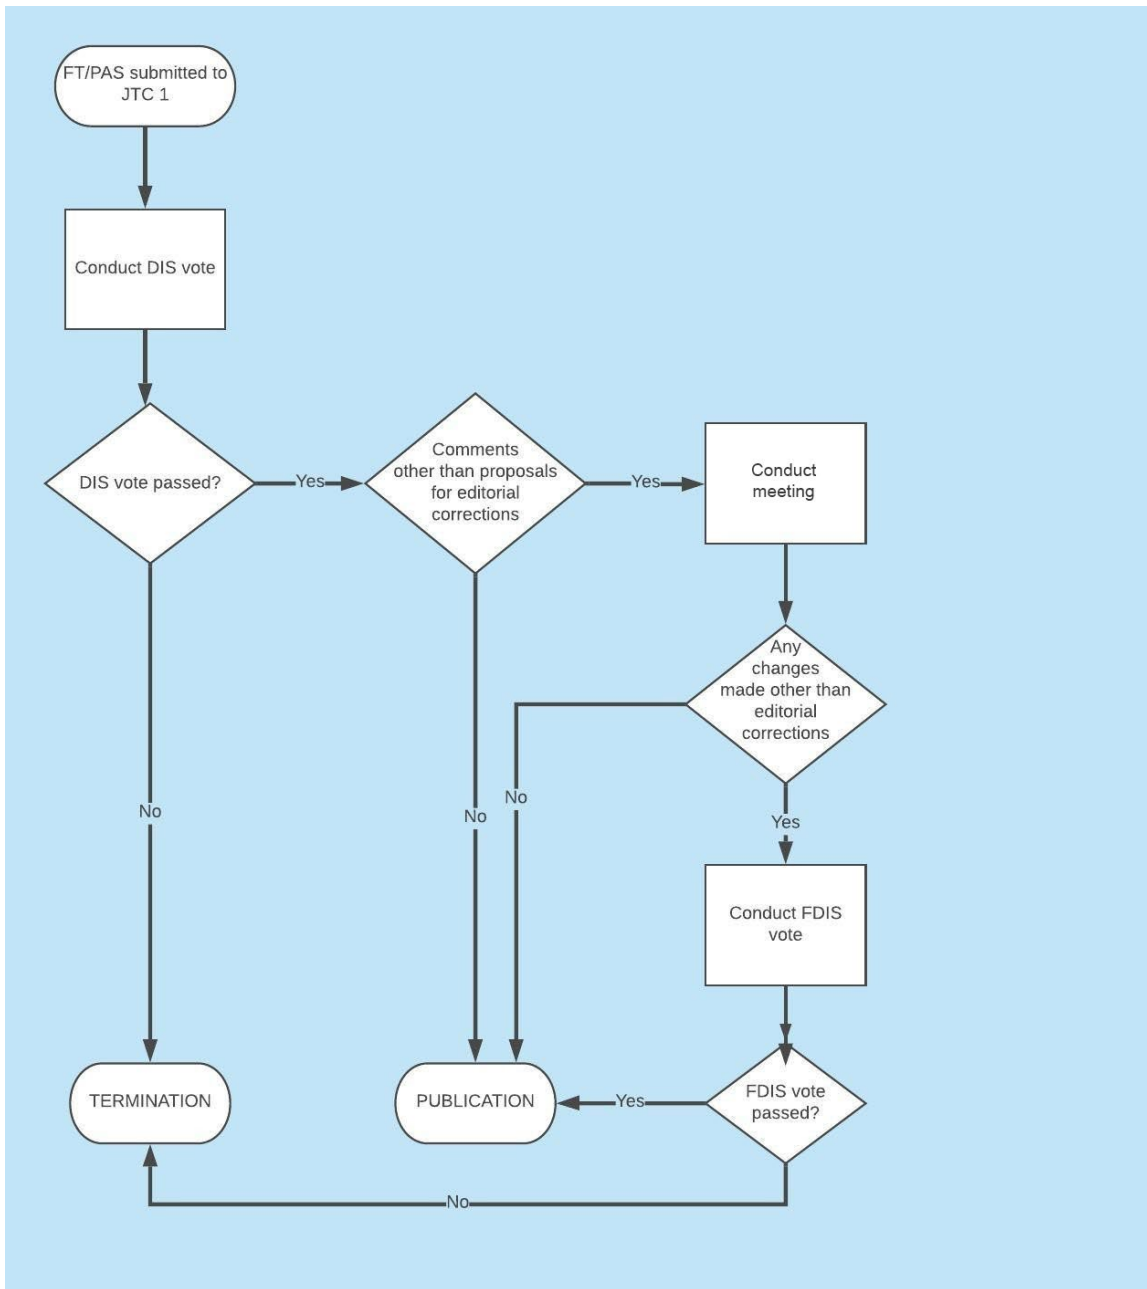 FT/PAS submitted to
JTC 1
Conduct DIS vote
DIS vote passed?
Yes
Comments
other than proposals
for editorial
corrections
Yes
Conduct
meeting
Any
changes
made other than
editorial
corrections
No
No
No
Yes
Conduct FDIS
vote
TERMINATION
PUBLICATION
Yes
FDIS vote
passed?
No